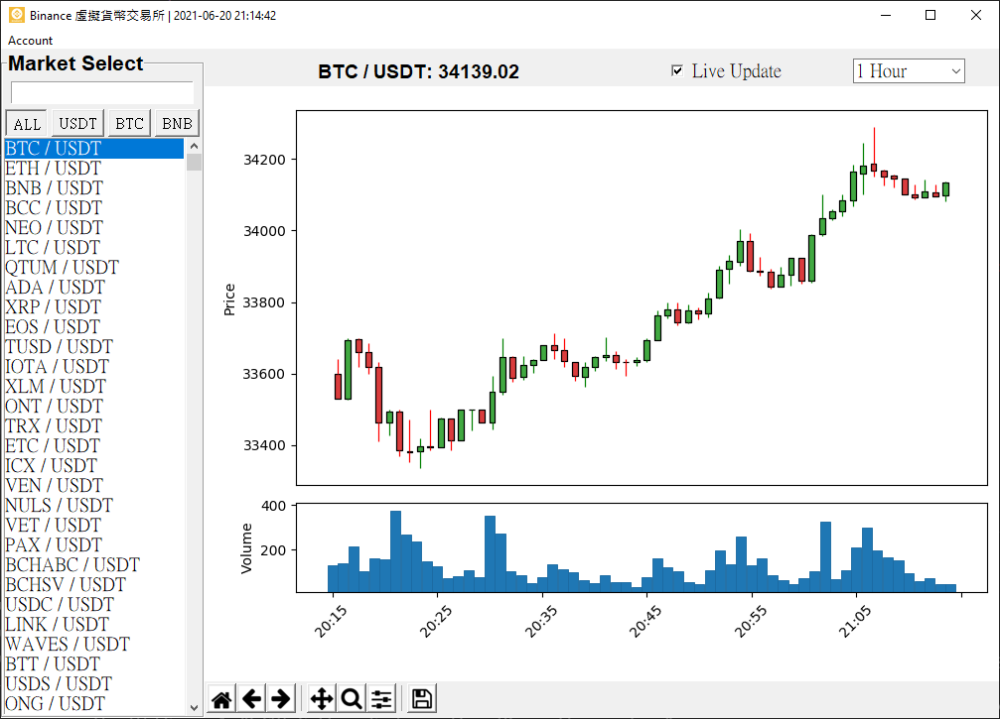 Binance 虛擬貨幣交易所 | 2021-06-20 21:14:42
Account
Market Select
BTC / USDT: 34139.02
Live Update
1 Hour
ALL USDT BTC BNB
BTC / USDT
ETH / USDT
BNB / USDT
BCC / USDT
NEO / USDT
LTC / USDT
QTUM / USDT
ADA / USDT
XRP / USDT
EOS / USDT
TUSD / USDT
IOTA / USDT
XLM / USDT
ONT / USDT
TRX / USDT
ETC / USDT
ICX / USDT
VEN / USDT
NULS / USDT
VET / USDT
PAX / USDT
BCHABC / USDT
BCHSV / USDT
USDC / USDT
LINK / USDT
WAVES / USDT
BTT / USDT
USDS / USDT
ONG / USDT
Price
34200
34000
33800
33600
33400
Volume
400
200
20:15
20:25
20:35
20:45
20:55
21:05